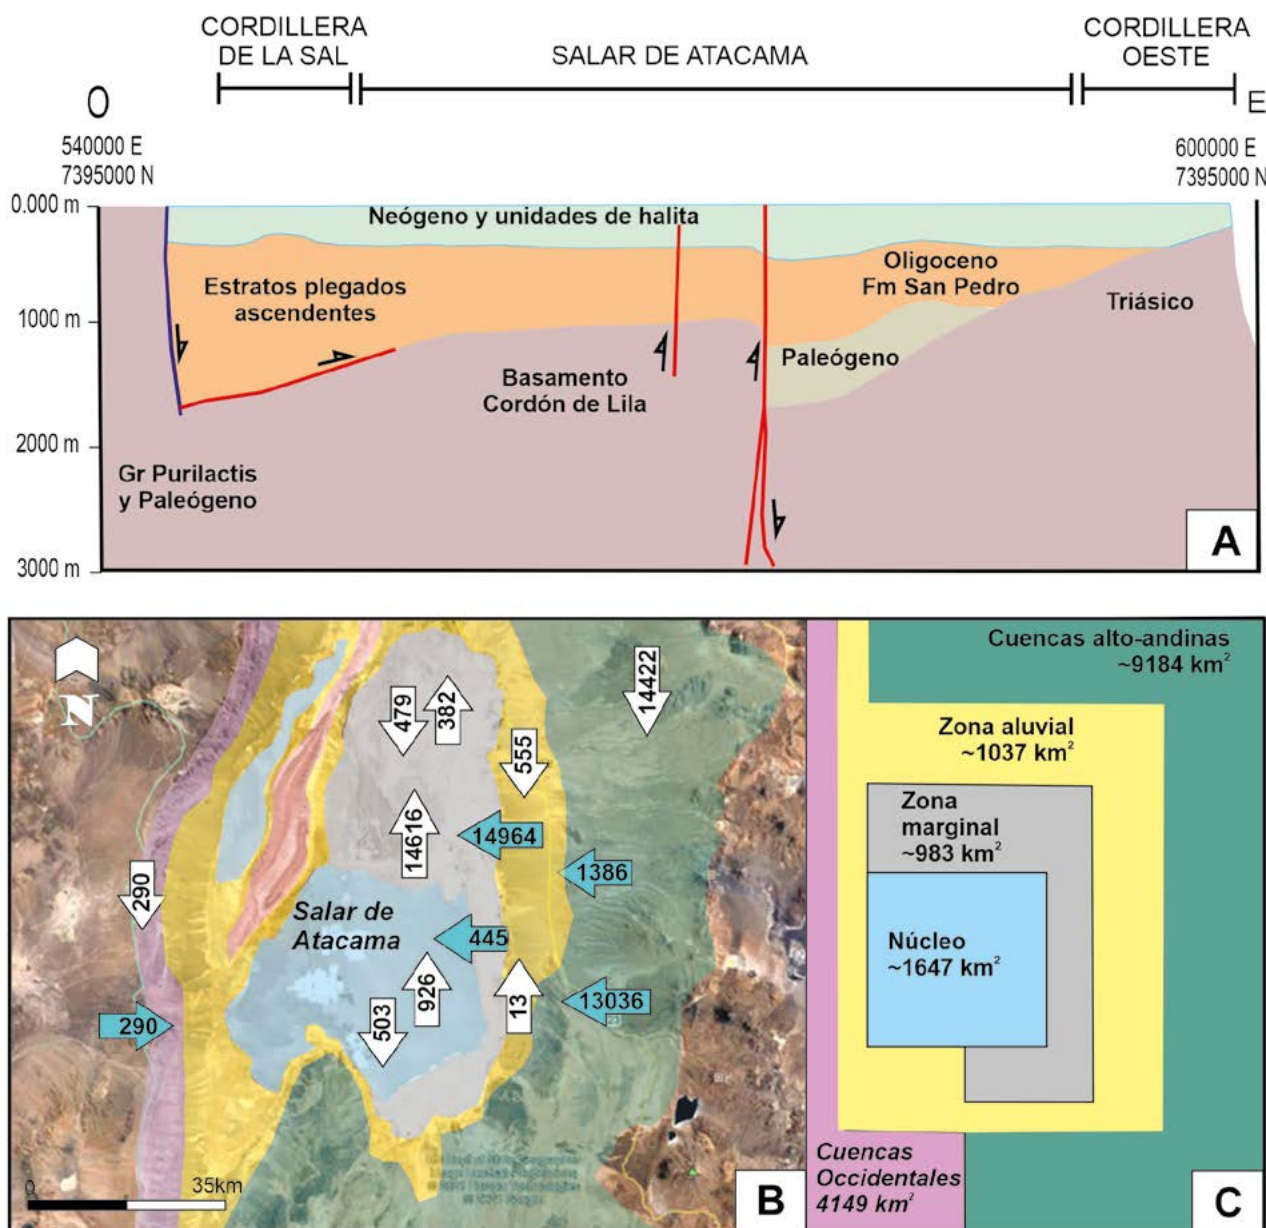 CORDILLERA
DE LA SAL
SALAR DE ATACAMA
CORDILLERA
OESTE
O
E
540000 E
7395000 N
600000 E
7395000 N
0.000 m
1000 m
2000 m
3000 m
Neógeno y unidades de halita
Estratos plegados
ascendentes
Oligoceno
Fm San Pedro
Triásico
Paleógeno
Basamento
Cordón de Lila
Gr Purilactis
y Paleógeno
A
N
479
382
14422
555
14616
14964
1386
290
Salar de
Atacama
445
926
503
13
13036
290
0
35km
B
Cuencas alto-andinas
~9184 km²
Zona aluvial
~1037 km²
Zona
marginal
~983 km²
Núcleo
~1647 km²
Cuencas
Occidentales
4149 km²
C